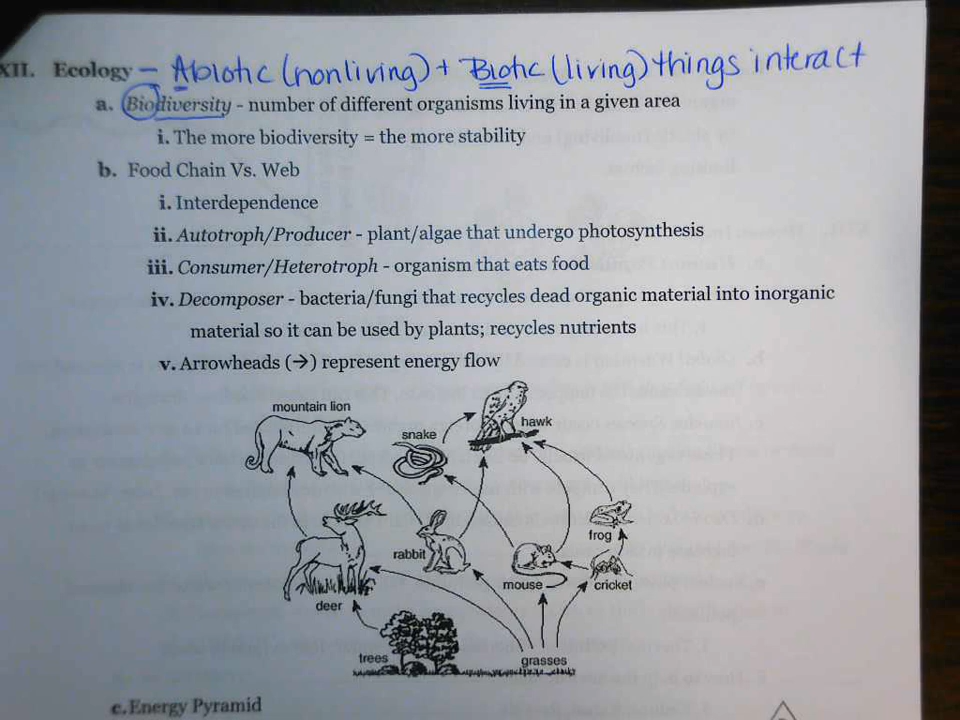 XII. Ecology – Abiotic (nonliving) + Biotic (living) things interact
a. Biodiversity - number of different organisms living in a given area
i. The more biodiversity = the more stability
b. Food Chain Vs. Web
i. Interdependence
ii. Autotroph/Producer - plant/algae that undergo photosynthesis
iii. Consumer/Heterotroph - organism that eats food
iv. Decomposer - bacteria/fungi that recycles dead organic material into inorganic
material so it can be used by plants; recycles nutrients
v. Arrowheads (→) represent energy flow
mountain lion
hawk
snake
frog
rabbit
mouse
cricket
deer
trees
grasses
c. Energy Pyramid